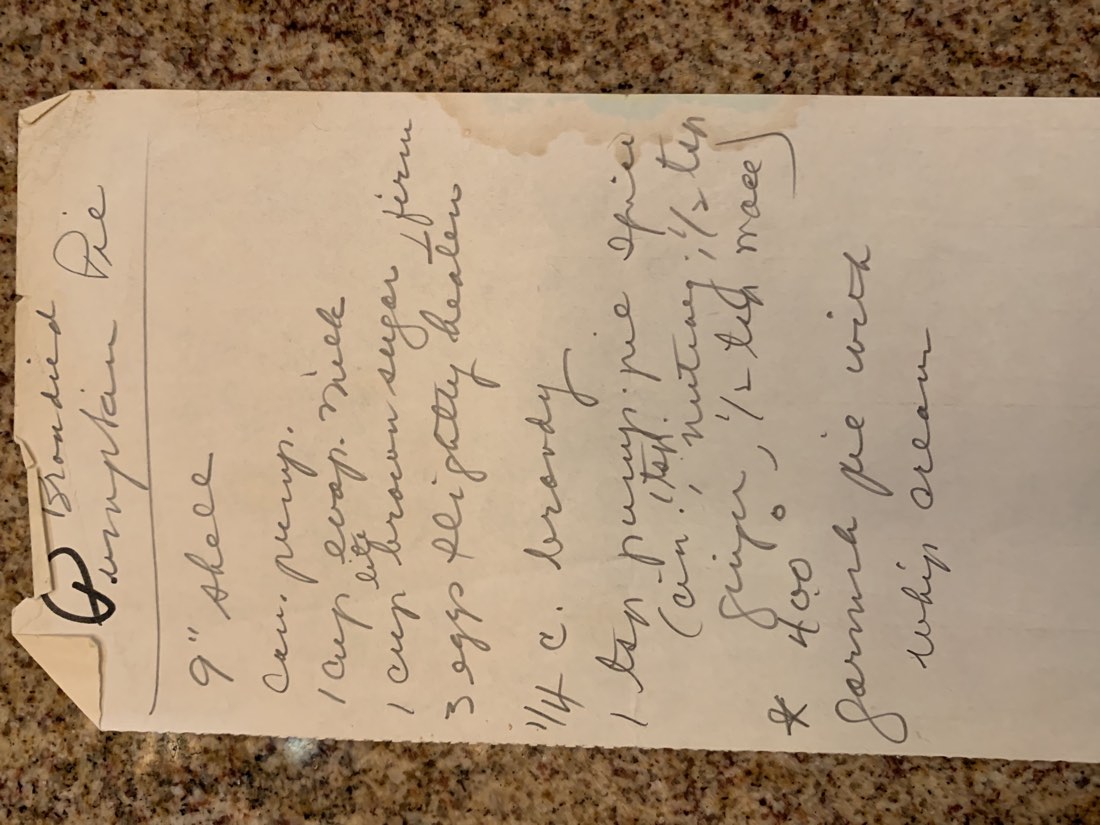 Brandied
Pumpkin Pie
9" shell
can. pump.
1 cup evap. milk
1 cup lite brown sugar, firm
3 eggs slightly beaten
1/4 c. brandy
1 tsp pump. pie spice
(cin. 1 tsp., nutmeg; 1/2 tsp
ginger, 1/2 tsp mace)
* 400°
garnish pie with
whip cream